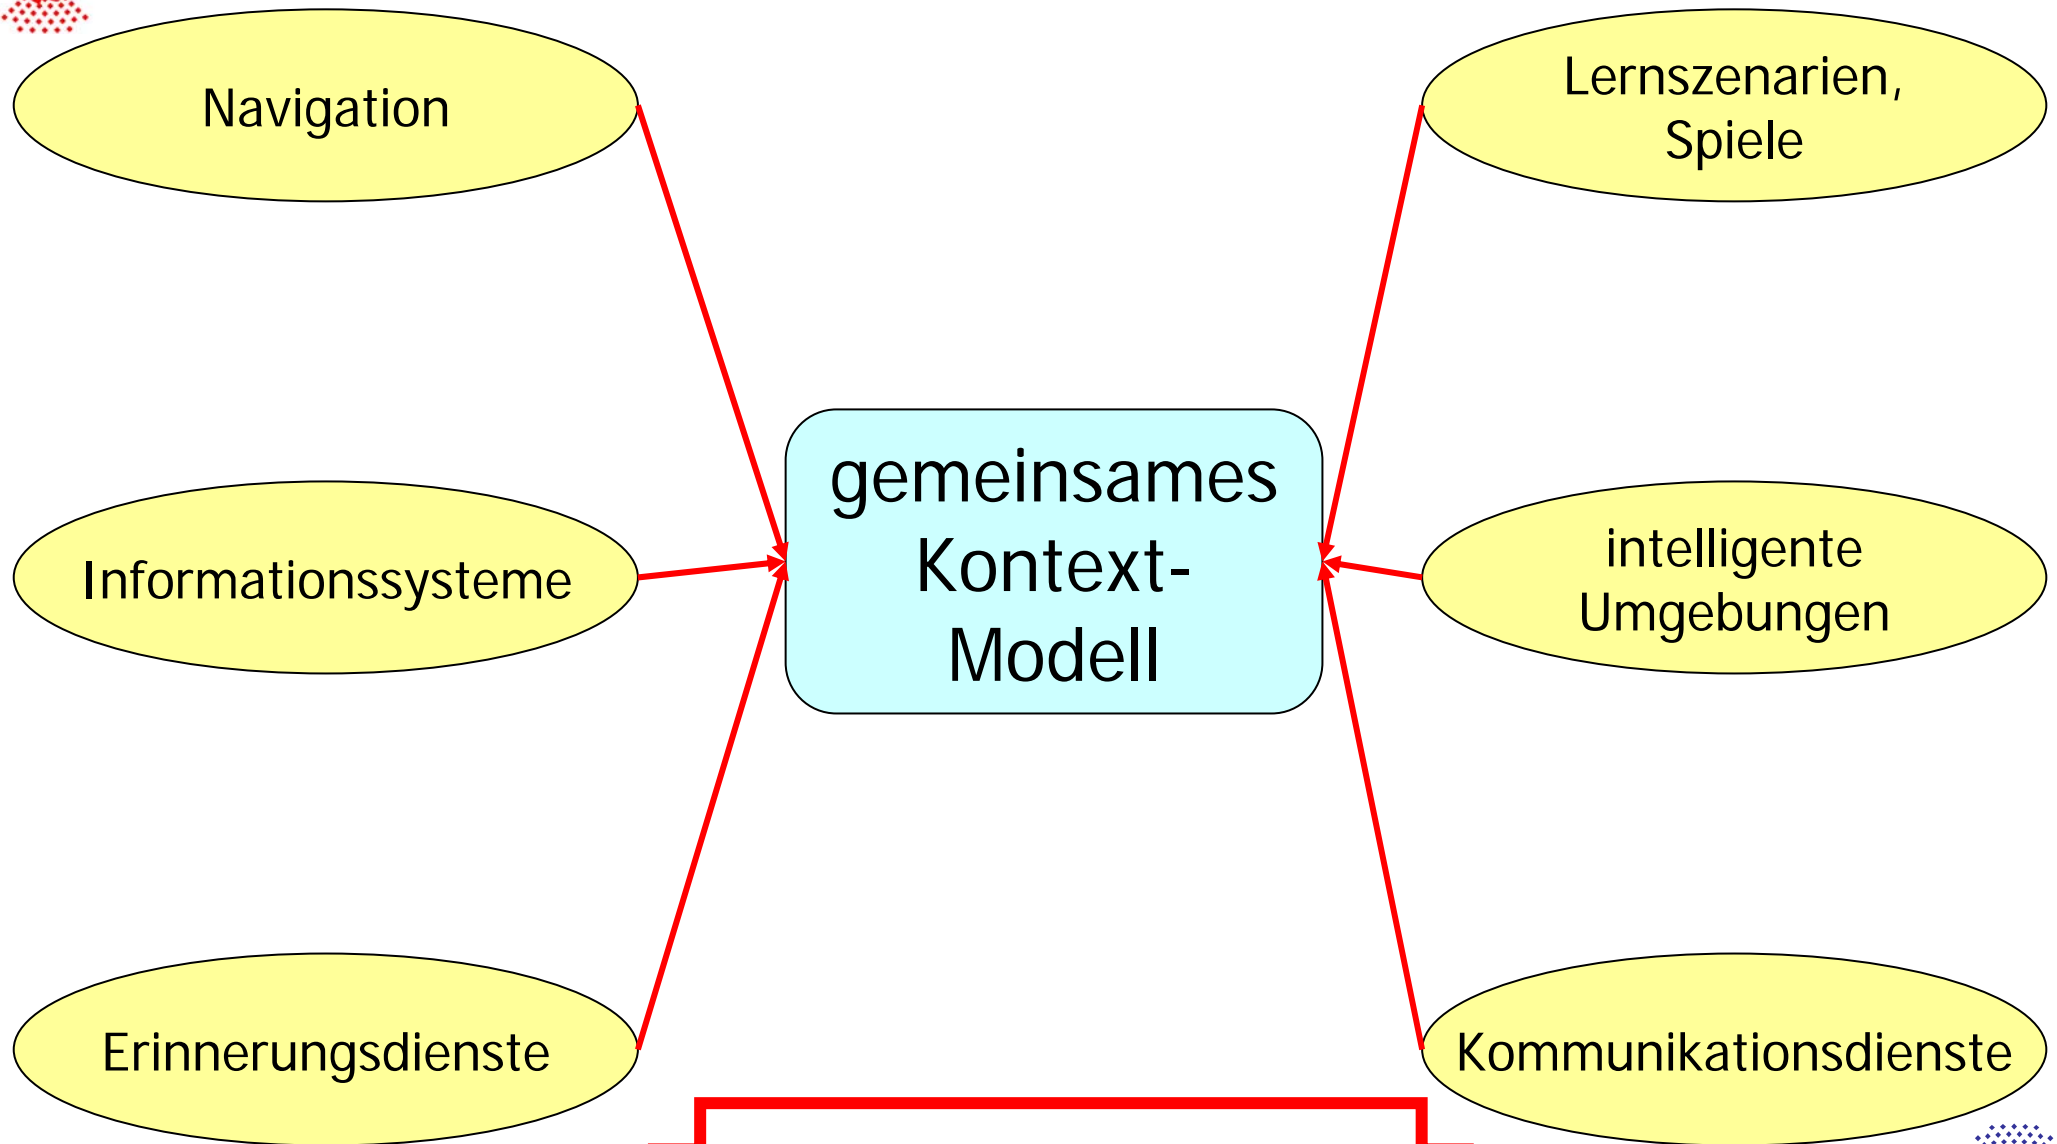 Navigation
Lernszenarien,
Spiele
gemeinsames
Kontext-
Modell
Informationssysteme
intelligente
Umgebungen
Erinnerungsdienste
Kommunikationsdienste